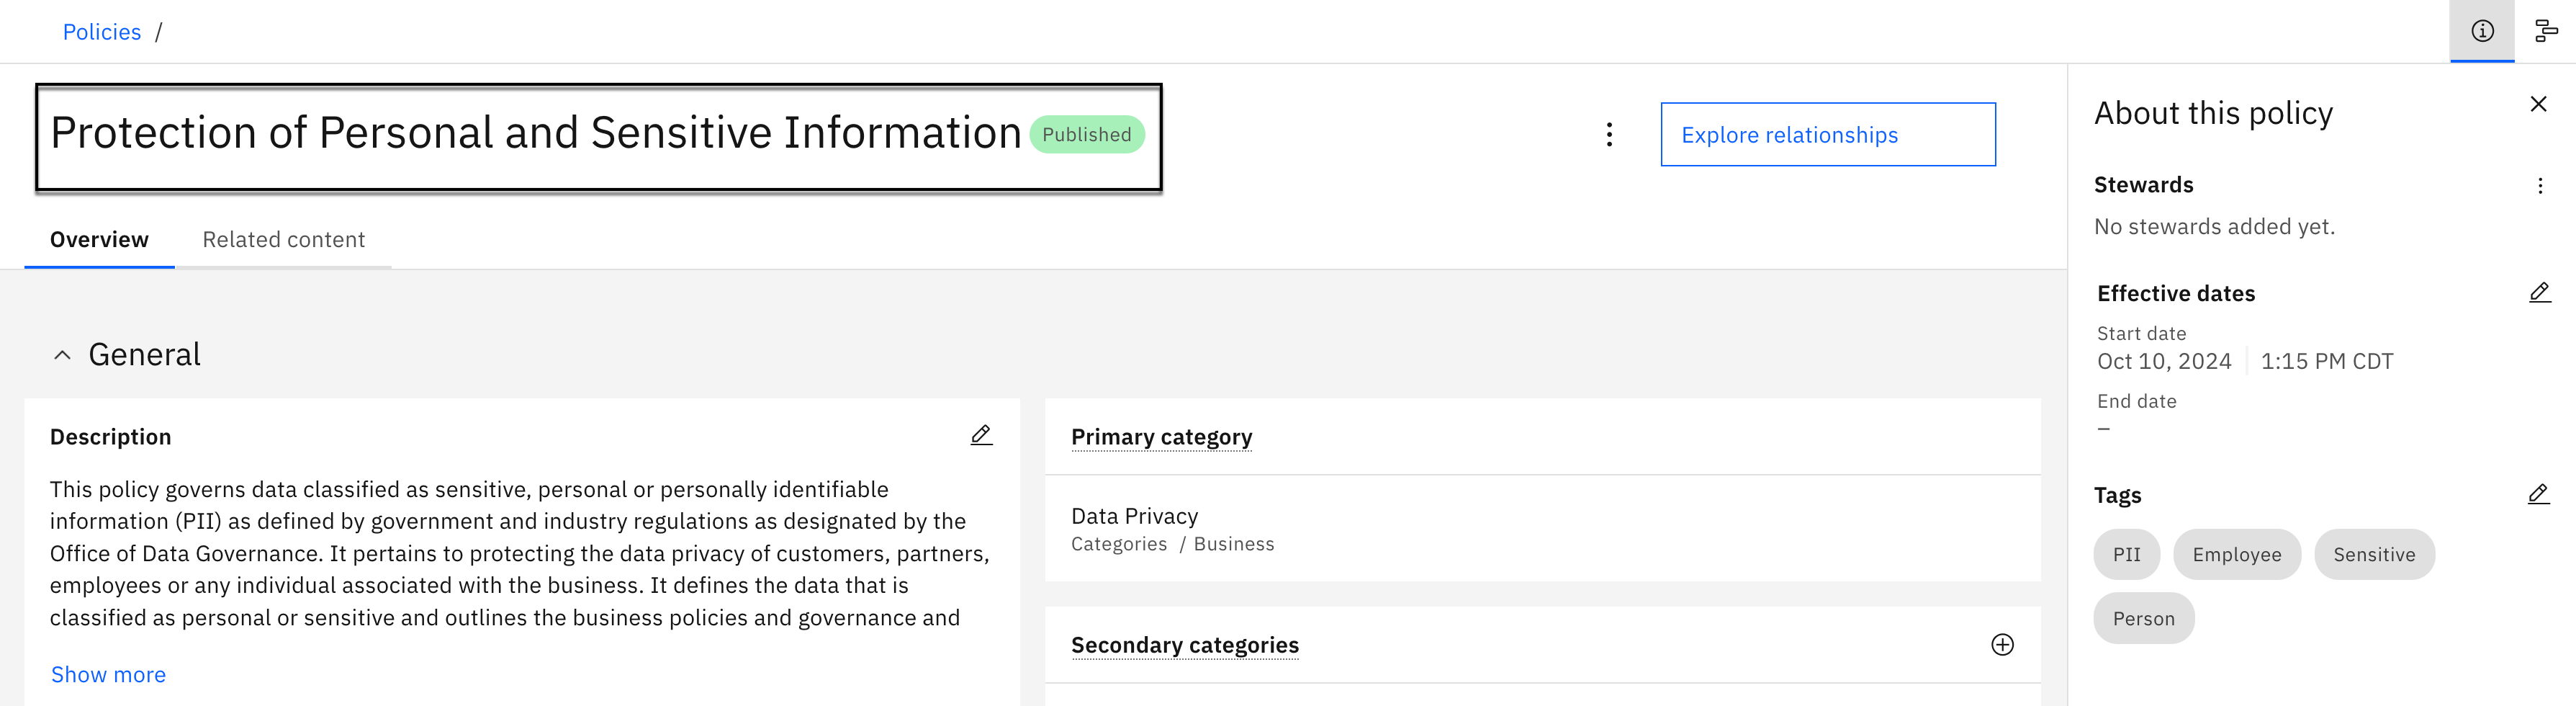 Policies /
Protection of Personal and Sensitive Information Published
Explore relationships
Overview
Related content
General
Description
This policy governs data classified as sensitive, personal or personally identifiable
information (PII) as defined by government and industry regulations as designated by the
Office of Data Governance. It pertains to protecting the data privacy of customers, partners,
employees or any individual associated with the business. It defines the data that is
classified as personal or sensitive and outlines the business policies and governance and
Show more
Primary category
Data Privacy
Categories / Business
Secondary categories
About this policy
Stewards
No stewards added yet.
Effective dates
Start date
Oct 10, 2024 1:15 PM CDT
End date
–
Tags
PII Employee Sensitive
Person